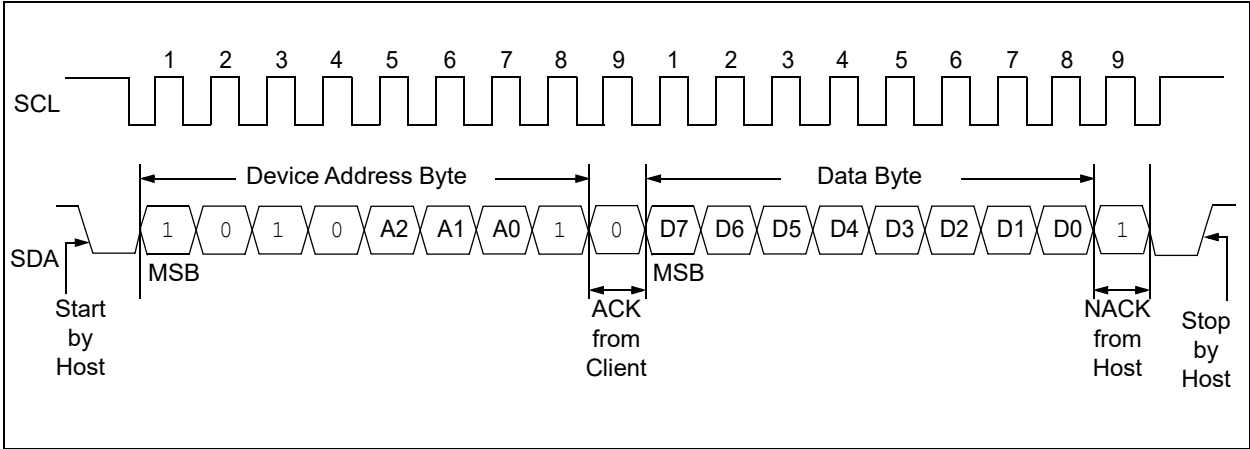 1 2 3 4 5 6 7 8 9 1 2 3 4 5 6 7 8 9
SCL
Device Address Byte
Data Byte
SDA
1 0 1 0 A2 A1 A0 1 0 D7 D6 D5 D4 D3 D2 D1 D0 1
MSB
MSB
Start
by
Host
ACK
from
Client
NACK
from
Host
Stop
by
Host